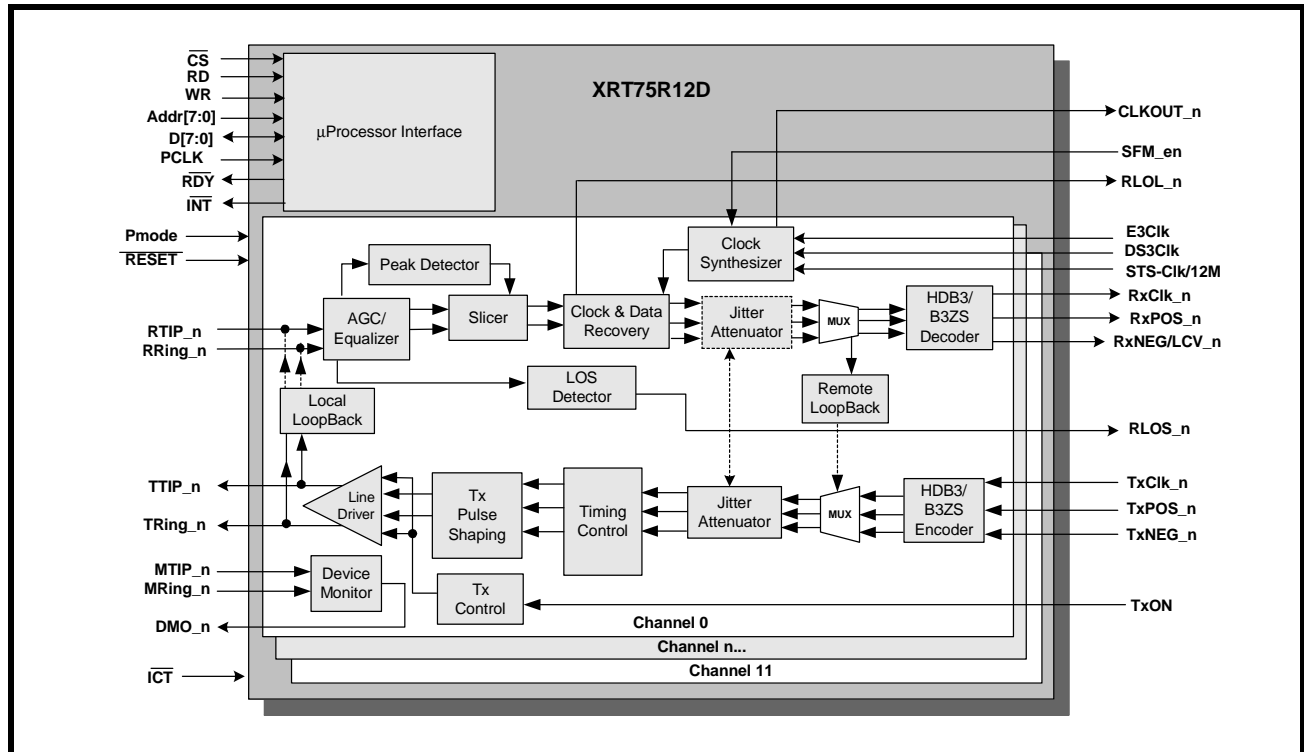 XRT75R12D
CS
RD
WR
Addr[7:0]
D[7:0]
PCLK
RDY
INT
Pmode
RESET
RTIP_n
RRing_n
TTIP_n
TRing_n
MTIP_n
MRing_n
DMO_n
ICT
µProcessor Interface
Peak Detector
AGC/
Equalizer
Slicer
Clock & Data
Recovery
Jitter
Attenuator
MUX
HDB3/
B3ZS
Decoder
Clock
Synthesizer
LOS
Detector
Remote
LoopBack
Local
LoopBack
Line
Driver
Tx
Pulse
Shaping
Timing
Control
Jitter
Attenuator
MUX
HDB3/
B3ZS
Encoder
Device
Monitor
Tx
Control
Channel 0
Channel n...
Channel 11
CLKOUT_n
SFM_en
RLOL_n
E3Clk
DS3Clk
STS-Clk/12M
RxClk_n
RxPOS_n
RxNEG/LCV_n
RLOS_n
TxClk_n
TxPOS_n
TxNEG_n
TxON